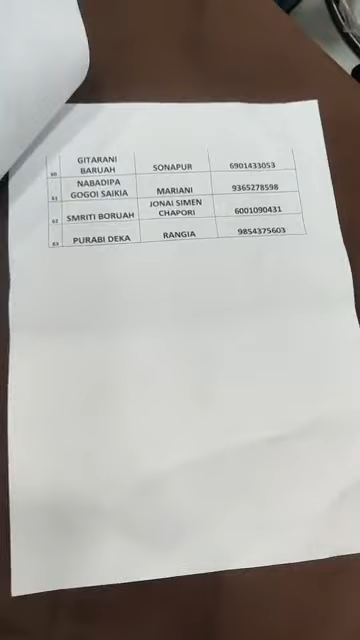 60 GITARANI BARUAH SONAPUR 6901433053
61 NABADIPA GOGOI SAIKIA MARIANI 9365278598
62 SMRITI BORUAH JONAI SIMEN CHAPORI 6001090431
63 PURABI DEKA RANGIA 9854375603